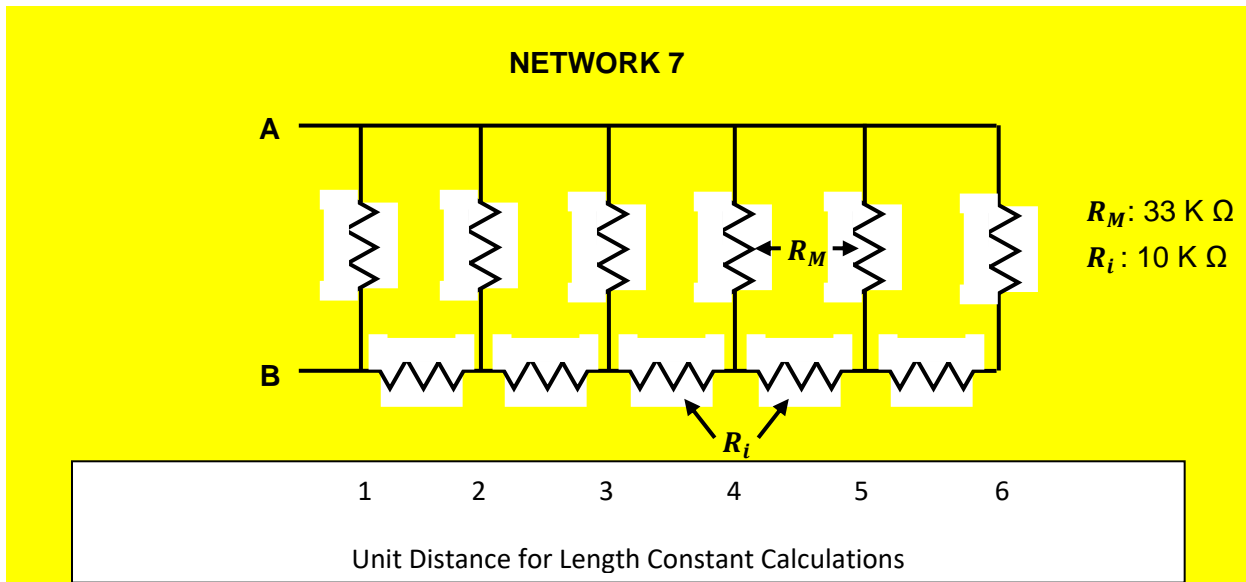 NETWORK 7
A
R_M
R_M: 33 K Ω
R_i: 10 K Ω
B
R_i
1 2 3 4 5 6
Unit Distance for Length Constant Calculations